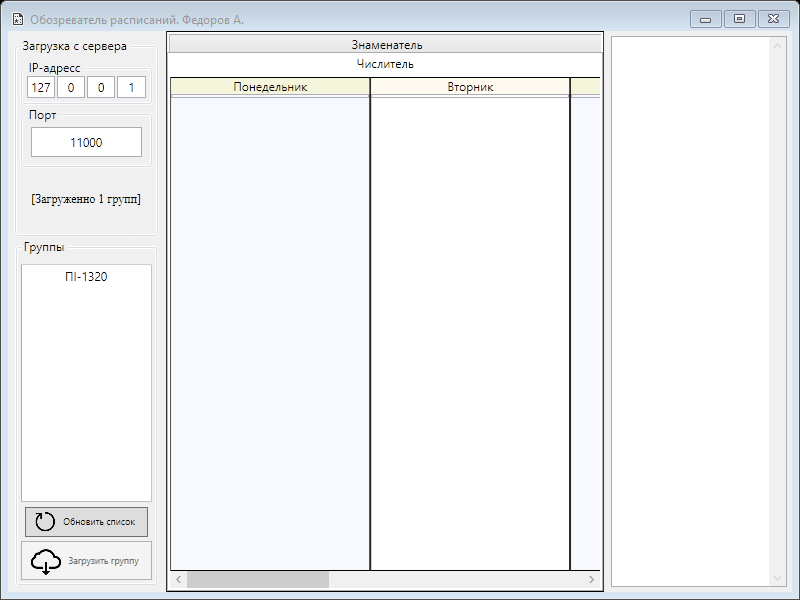 Обозреватель расписаний. Федоров А.
Загрузка с сервера
IP-адресс
127 0 0 1
Порт
11000
[Загруженно 1 групп]
Группы
ПІ-1320
Обновить список
Загрузить группу
Знаменатель
Числитель
Понедельник Вторник